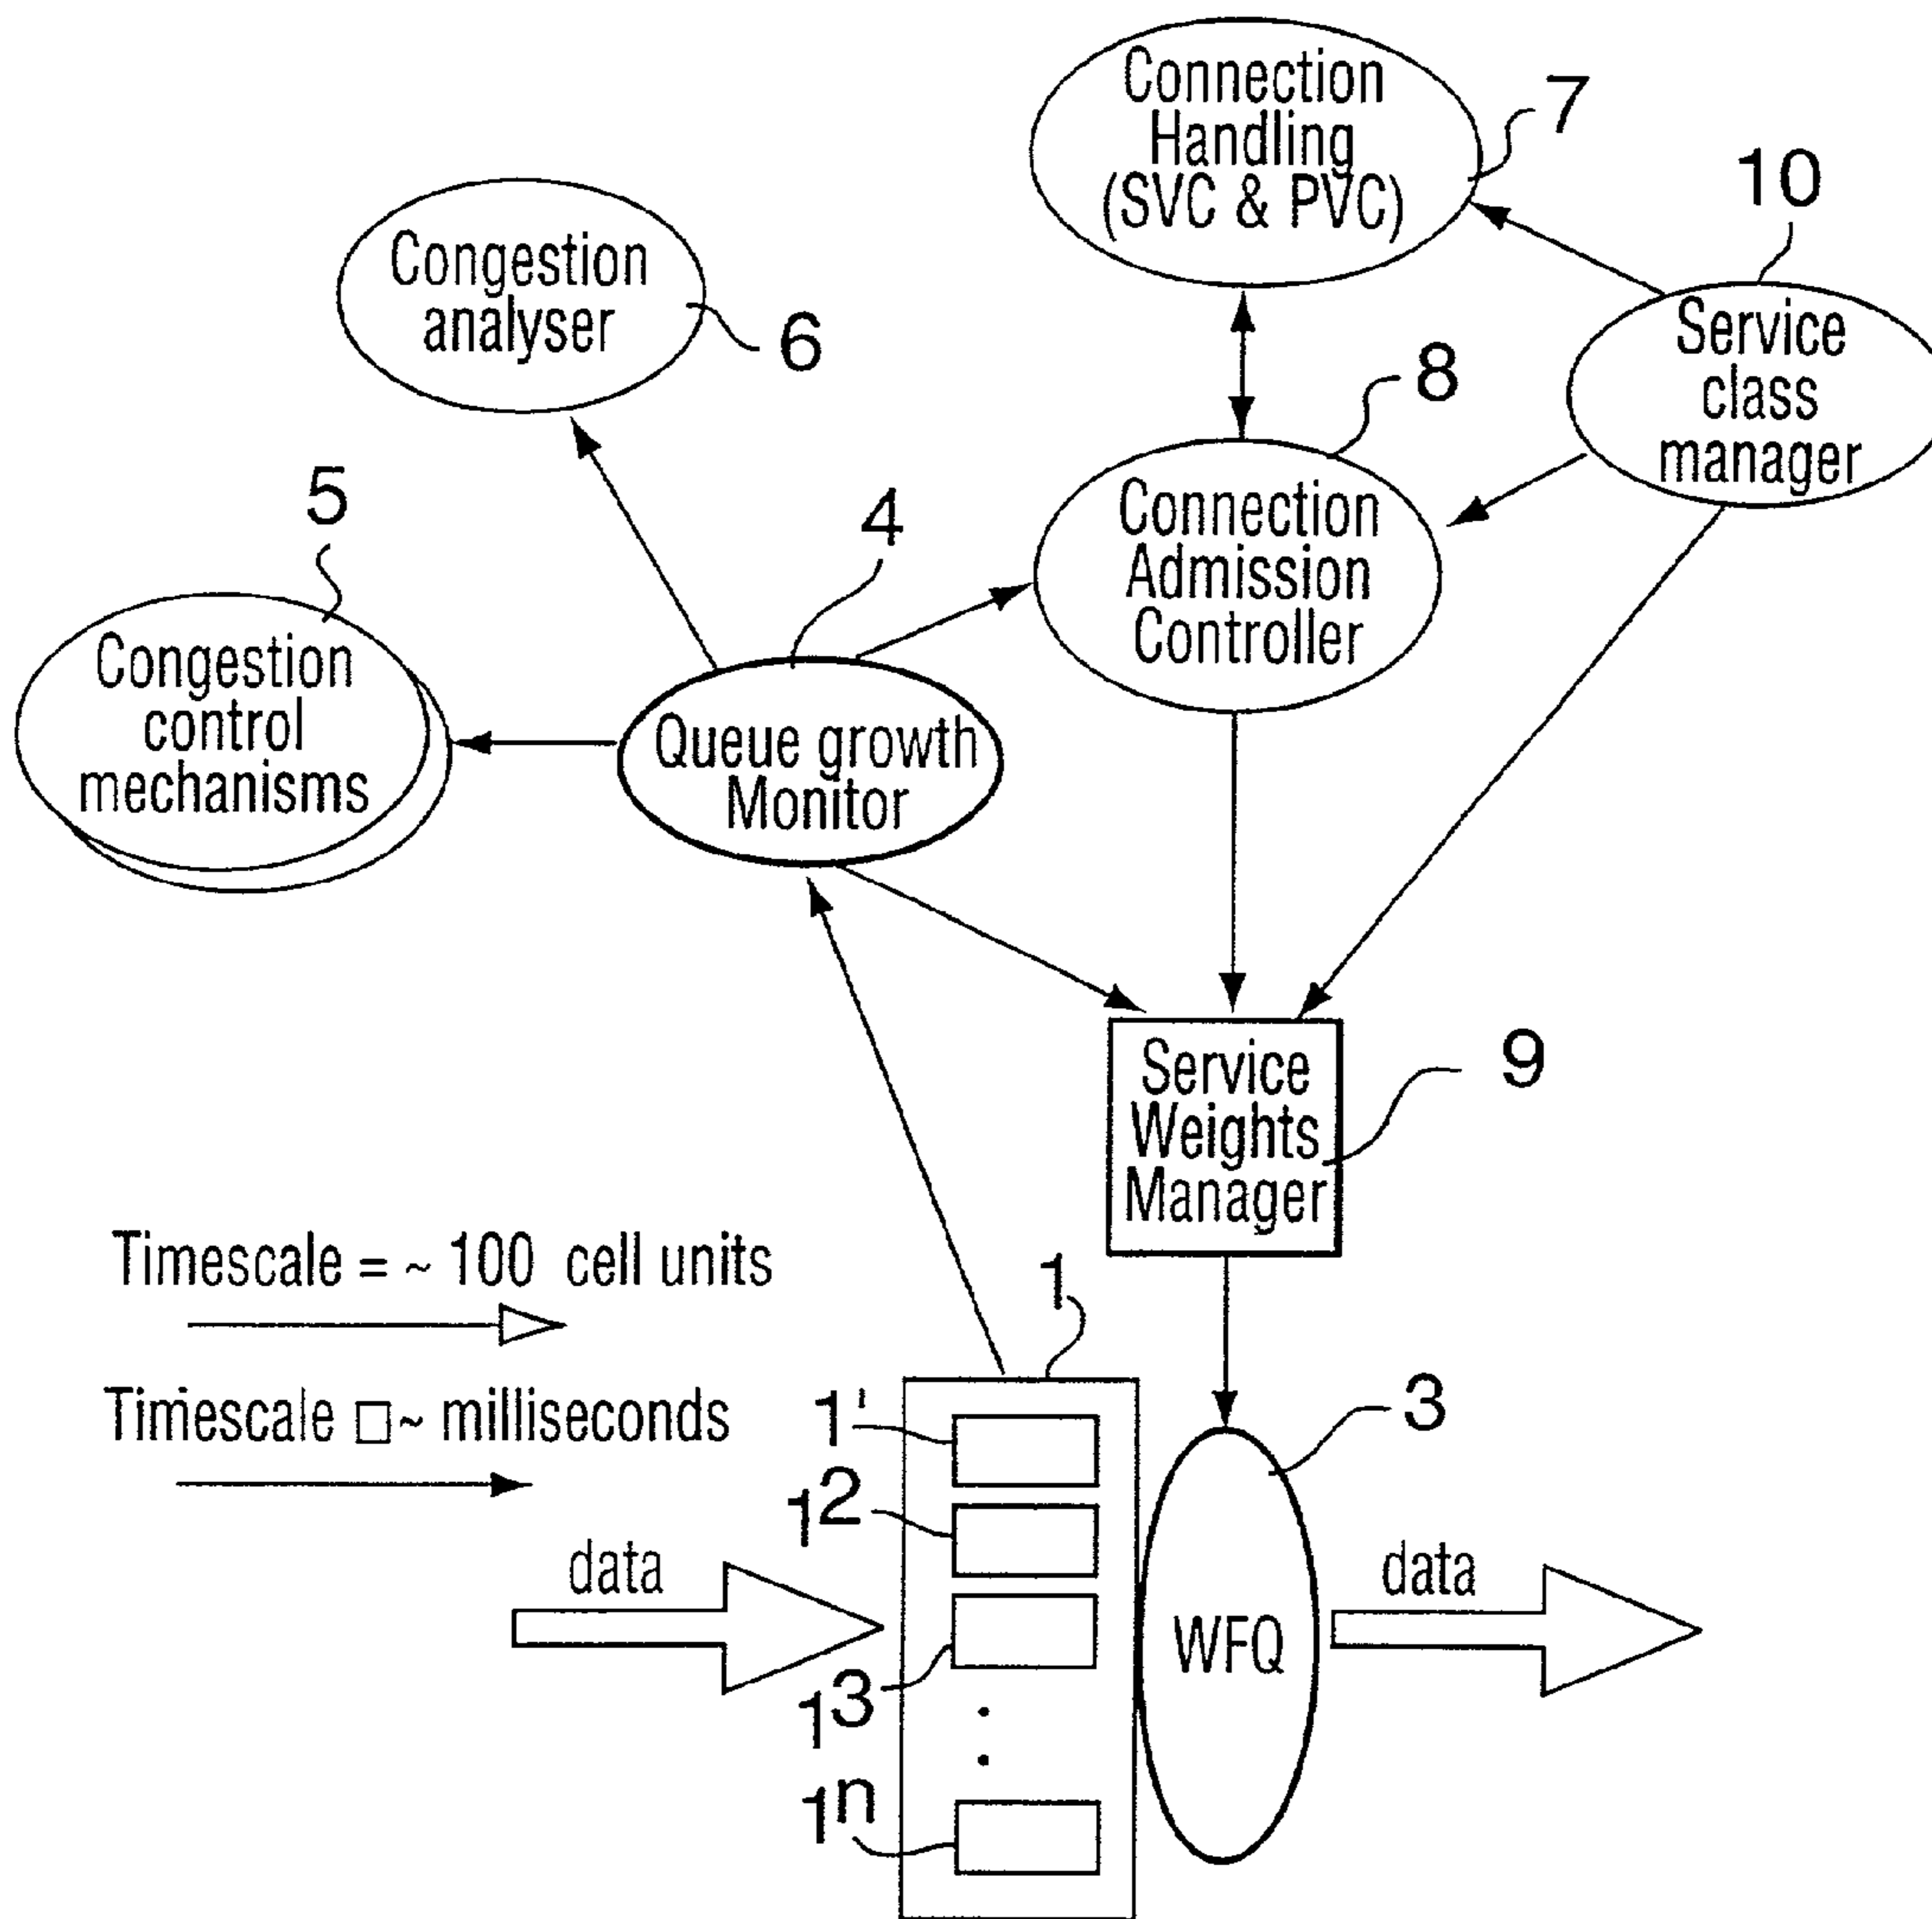 Connection
Handling
(SVC & PVC)
7
10
Congestion
analyser
6
Service
class
manager
8
Connection
Admission
Controller
5
4
Congestion
control
mechanisms
Queue growth
Monitor
Service
Weights
Manager
9
Timescale = ~ 100 cell units
Timescale □~ milliseconds
1
1'
1²
1³
1ⁿ
3
data
WFQ
data